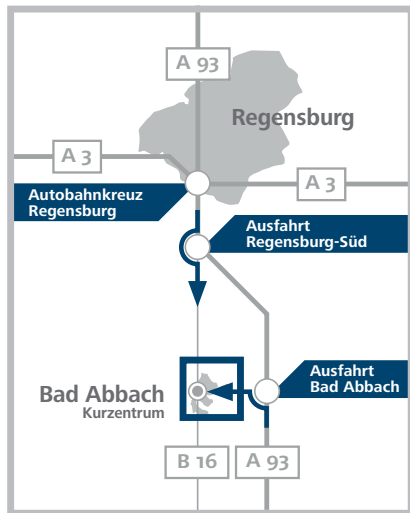 A 93
Regensburg
A 3
A 3
Autobahnkreuz
Regensburg
Ausfahrt
Regensburg-Süd
Ausfahrt
Bad Abbach
Bad Abbach
Kurzentrum
B 16
A 93